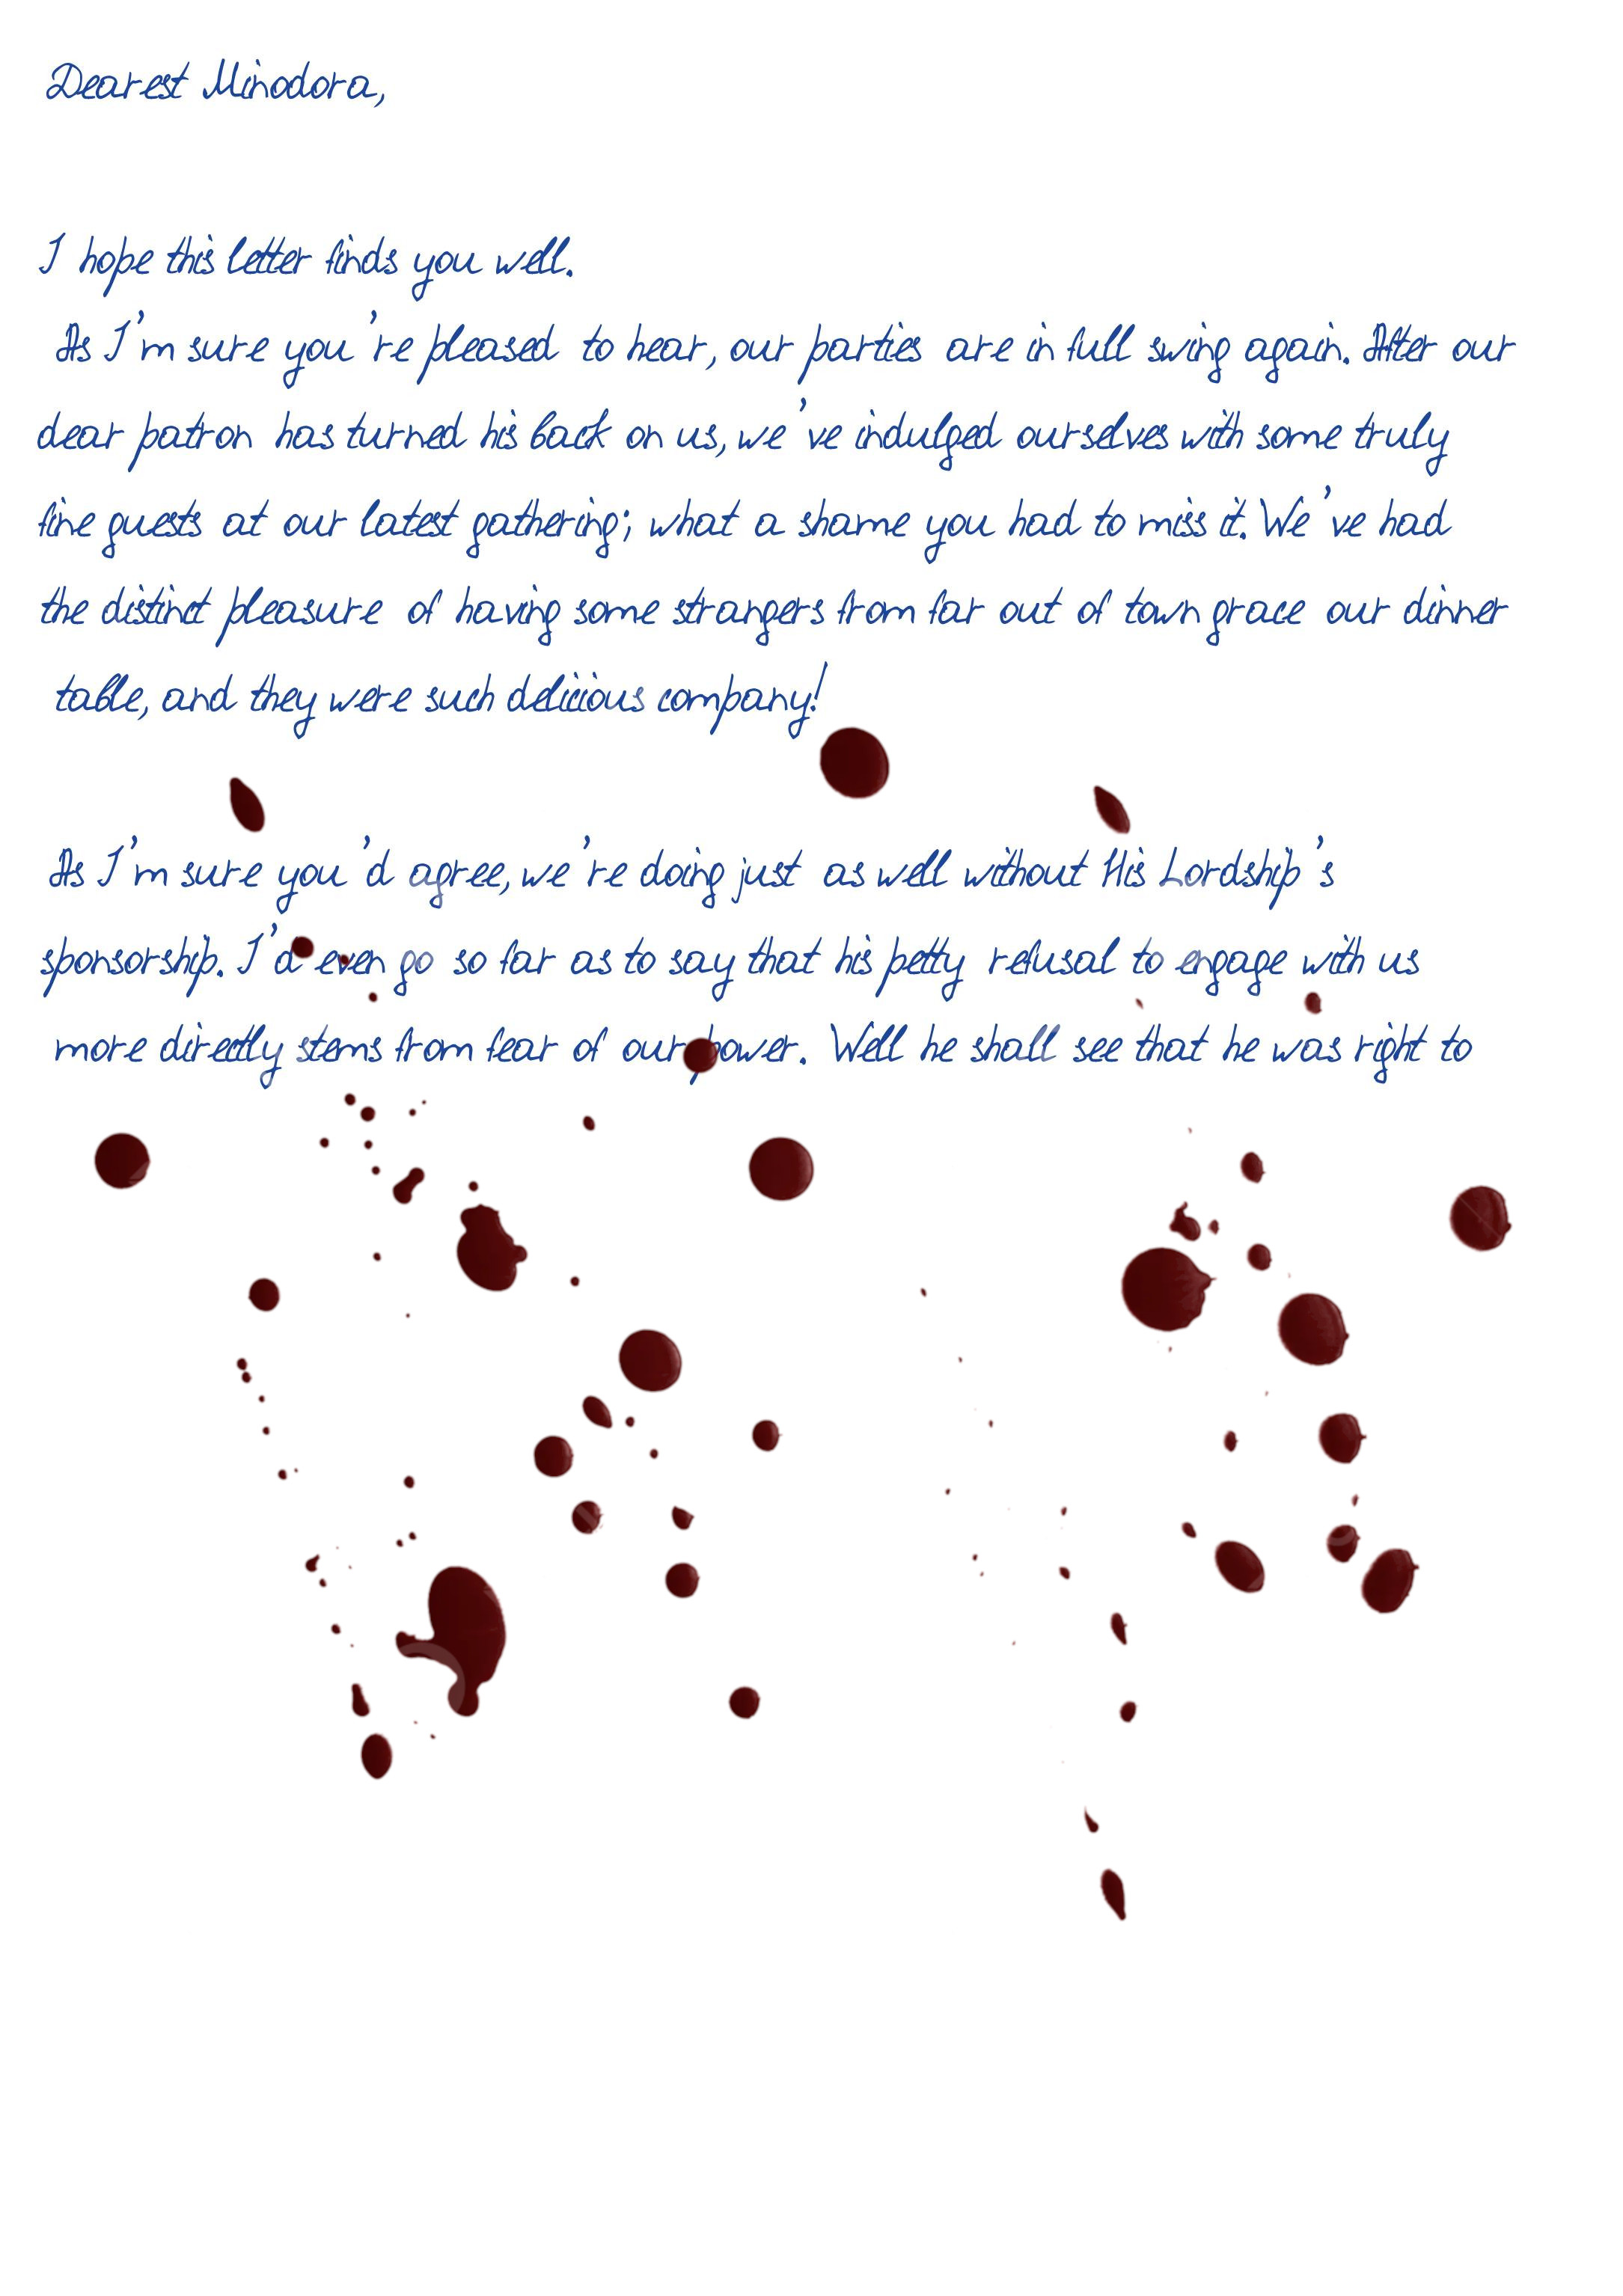 Dearest Minodora,
I hope this letter finds you well.
As I'm sure you're pleased to hear, our parties are in full swing again. After our
dear patron has turned his back on us, we've indulged ourselves with some truly
fine guests at our latest gathering; what a shame you had to miss it. We've had
the distinct pleasure of having some strangers from far out of town grace our dinner
table, and they were such delicious company!
As I'm sure you'd agree, we're doing just as well without His Lordship's
sponsorship. I'd even go so far as to say that his petty refusal to engage with us
more directly stems from fear of our power. Well he shall see that he was right to